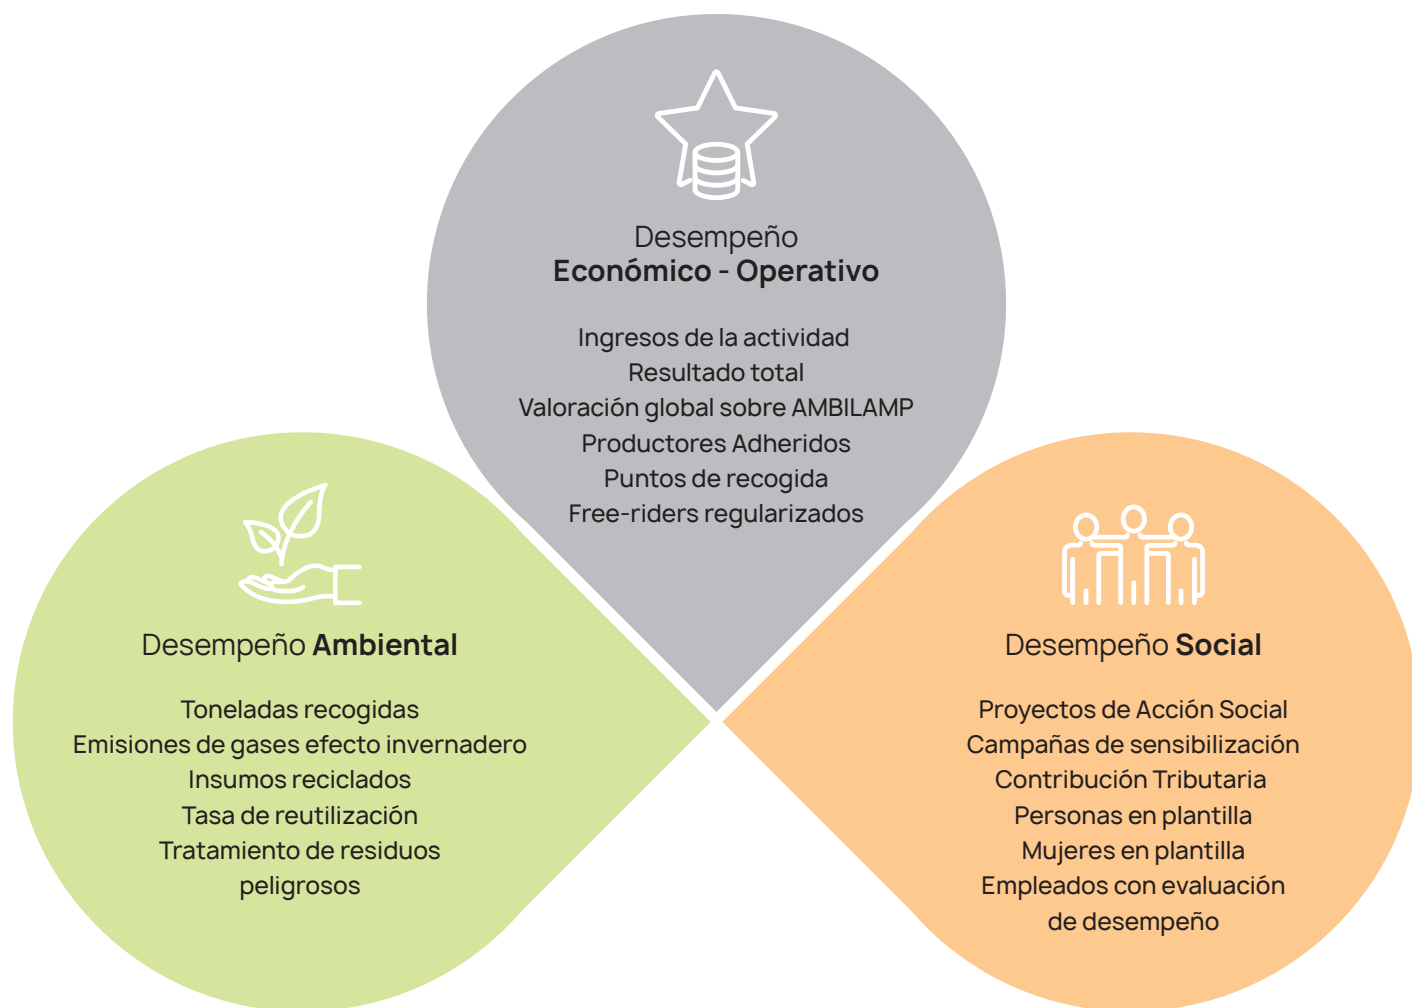 Desempeño
Económico - Operativo
Ingresos de la actividad
Resultado total
Valoración global sobre AMBILAMP
Productores Adheridos
Puntos de recogida
Free-riders regularizados
Desempeño Ambiental
Toneladas recogidas
Emisiones de gases efecto invernadero
Insumos reciclados
Tasa de reutilización
Tratamiento de residuos
peligrosos
Desempeño Social
Proyectos de Acción Social
Campañas de sensibilización
Contribución Tributaria
Personas en plantilla
Mujeres en plantilla
Empleados con evaluación
de desempeño